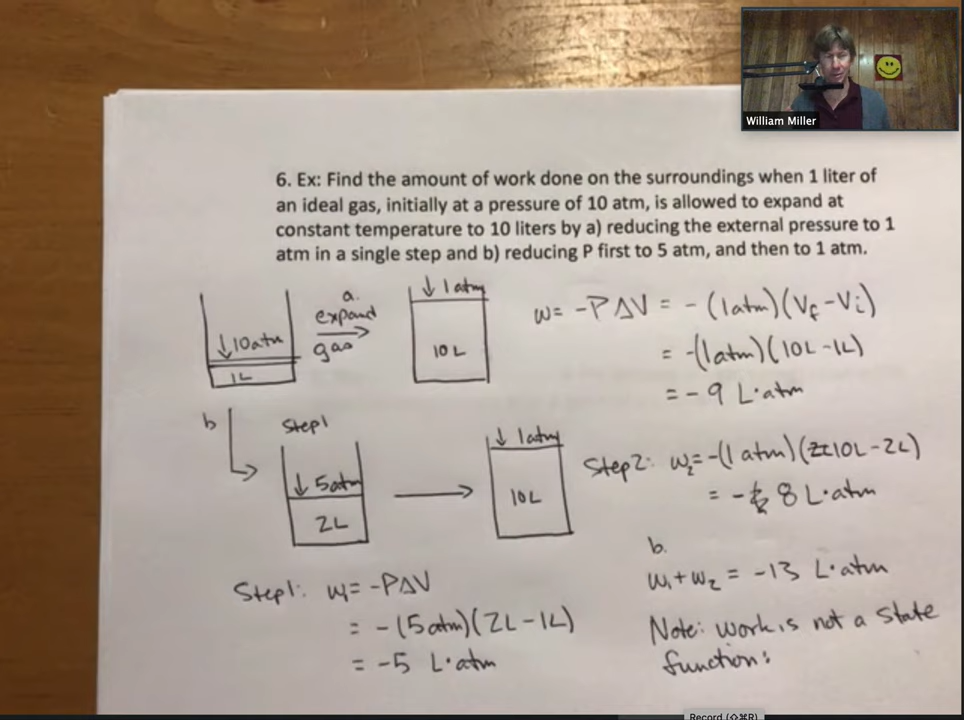 William Miller
6. Ex: Find the amount of work done on the surroundings when 1 liter of
an ideal gas, initially at a pressure of 10 atm, is allowed to expand at
constant temperature to 10 liters by a) reducing the external pressure to 1
atm in a single step and b) reducing P first to 5 atm, and then to 1 atm.
↓10atm
1L
a.
expand
gas
↓ 1atm
10L
w = -PΔV = - (1atm)(Vf - Vi)
= -(1atm)(10L - 1L)
= -9 L·atm
b
Step1
↓ 5atm
2L
↓ 1atm
10L
Step2: w2 = -(1 atm)(10L - 2L)
= - 8 L·atm
Step1: w1 = -PΔV
= - (5atm)(2L - 1L)
= -5 L·atm
b.
w1 + w2 = -13 L·atm
Note: work is not a state
function:
Record (⇧⌘R)